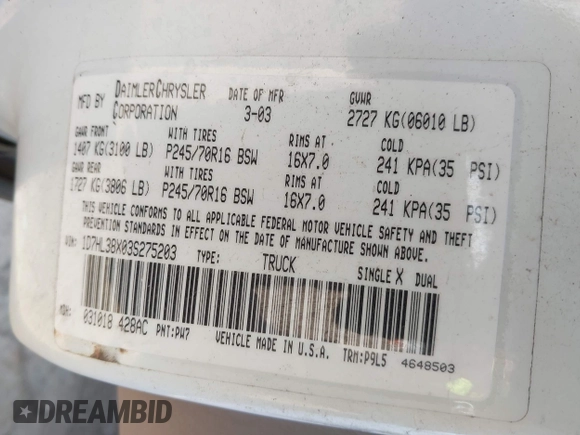 MFD BY DAIMLERCHRYSLER CORPORATION DATE OF MFR 3-03 GVWR 2727 KG(06010 LB)
GAWR FRONT WITH TIRES RIMS AT COLD
1407 KG(3100 LB) P245/70R16 BSW 16X7.0 241 KPA(35 PSI)
GAWR REAR WITH TIRES RIMS AT COLD
1727 KG(3806 LB) P245/70R16 BSW 16X7.0 241 KPA(35 PSI)
THIS VEHICLE CONFORMS TO ALL APPLICABLE FEDERAL MOTOR VEHICLE SAFETY AND THEFT
PREVENTION STANDARDS IN EFFECT ON THE DATE OF MANUFACTURE SHOWN ABOVE.
VIN: 1D7HL38X03S275203 TYPE: TRUCK SINGLE X DUAL
MDH: 031018 428AC PNT:PW7 VEHICLE MADE IN U.S.A. TRM:P9L5 4648503
DREAMBID